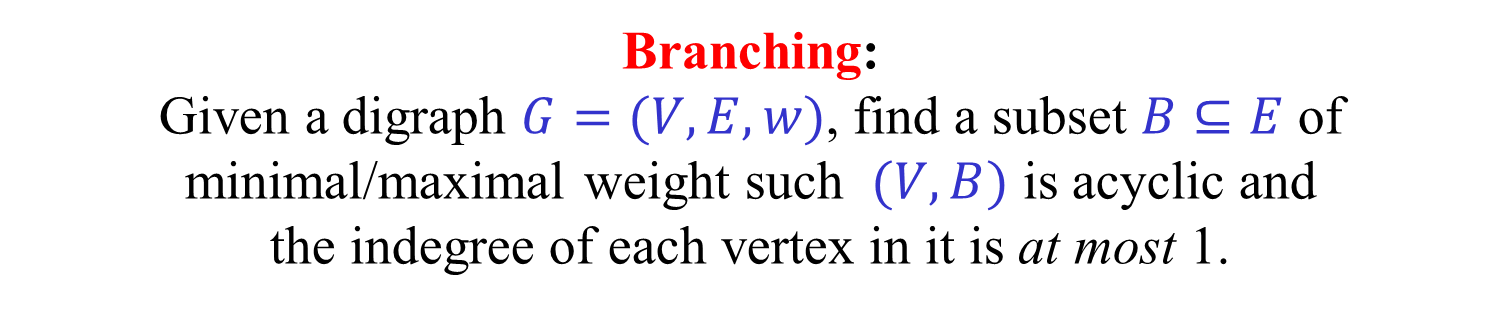 Branching:
Given a digraph G = (V, E, w), find a subset B ⊆ E of
minimal/maximal weight such (V, B) is acyclic and
the indegree of each vertex in it is at most 1.